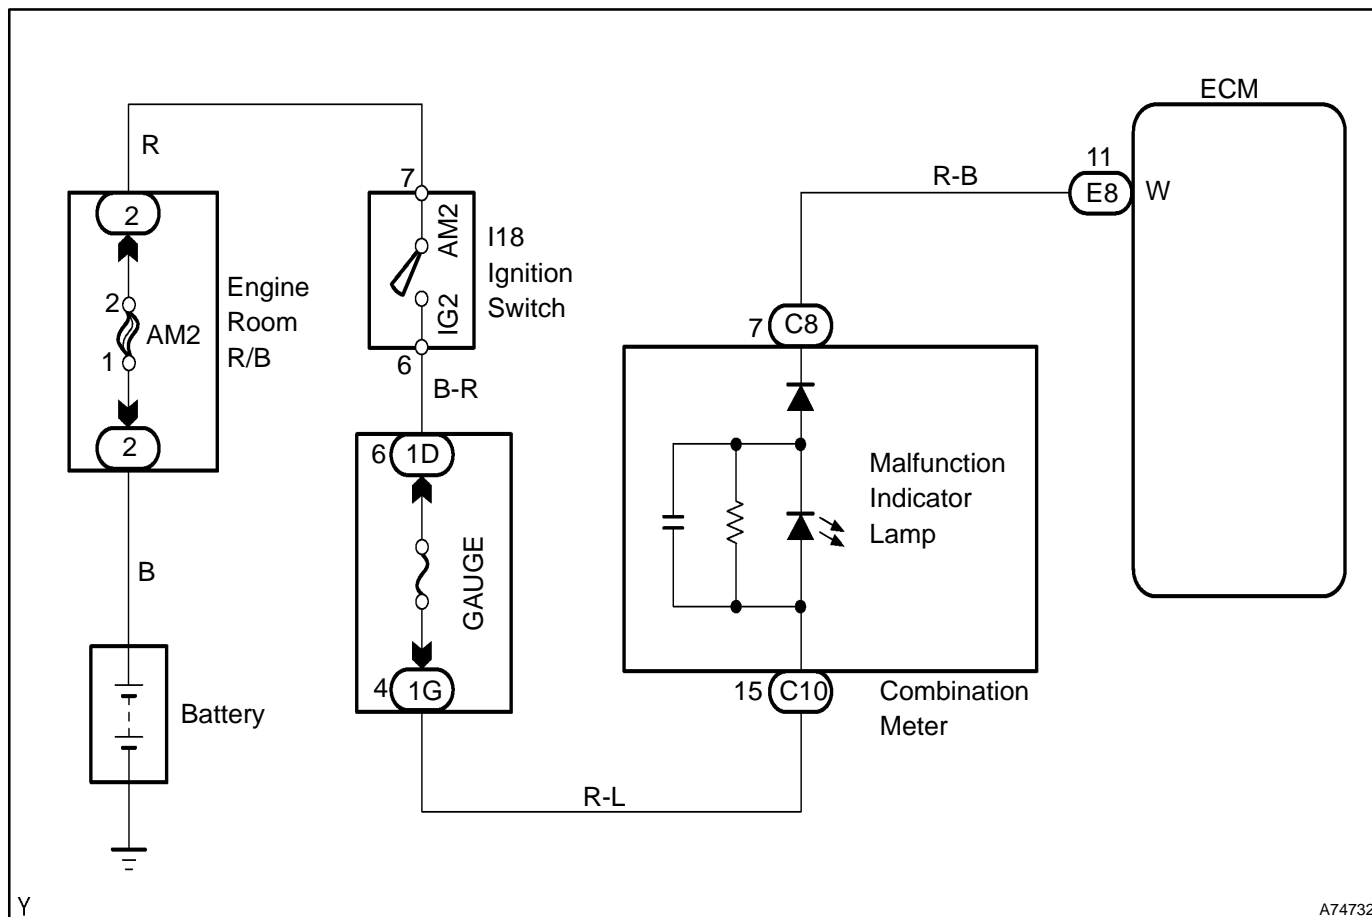 ECM
R
11
R-B
E8
W
2
7
AM2
I18
Ignition
Switch
IG2
6
Engine
Room
R/B
2
AM2
1
2
B-R
7
C8
6
1D
GAUGE
Malfunction
Indicator
Lamp
B
4
1G
15
C10
Combination
Meter
Battery
R-L
Y
A74732